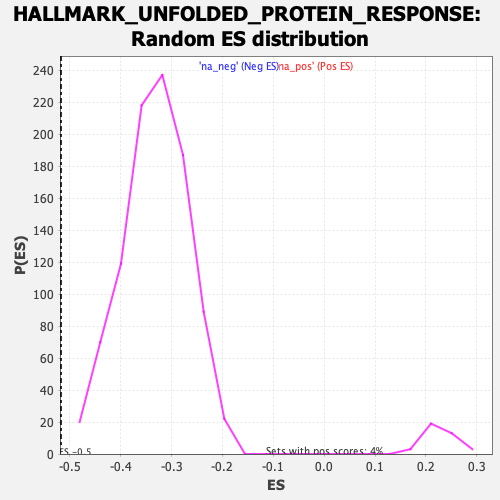 HALLMARK_UNFOLDED_PROTEIN_RESPONSE:
Random ES distribution
'na_neg' (Neg ES)na_pos' (Pos ES)
240
220
200
180
160
140
120
100
80
60
40
20
0
P(ES)
ES -0.5
Sets with pos scores: 4%
-0.5 -0.4 -0.3 -0.2 -0.1 0.0 0.1 0.2 0.3
ES